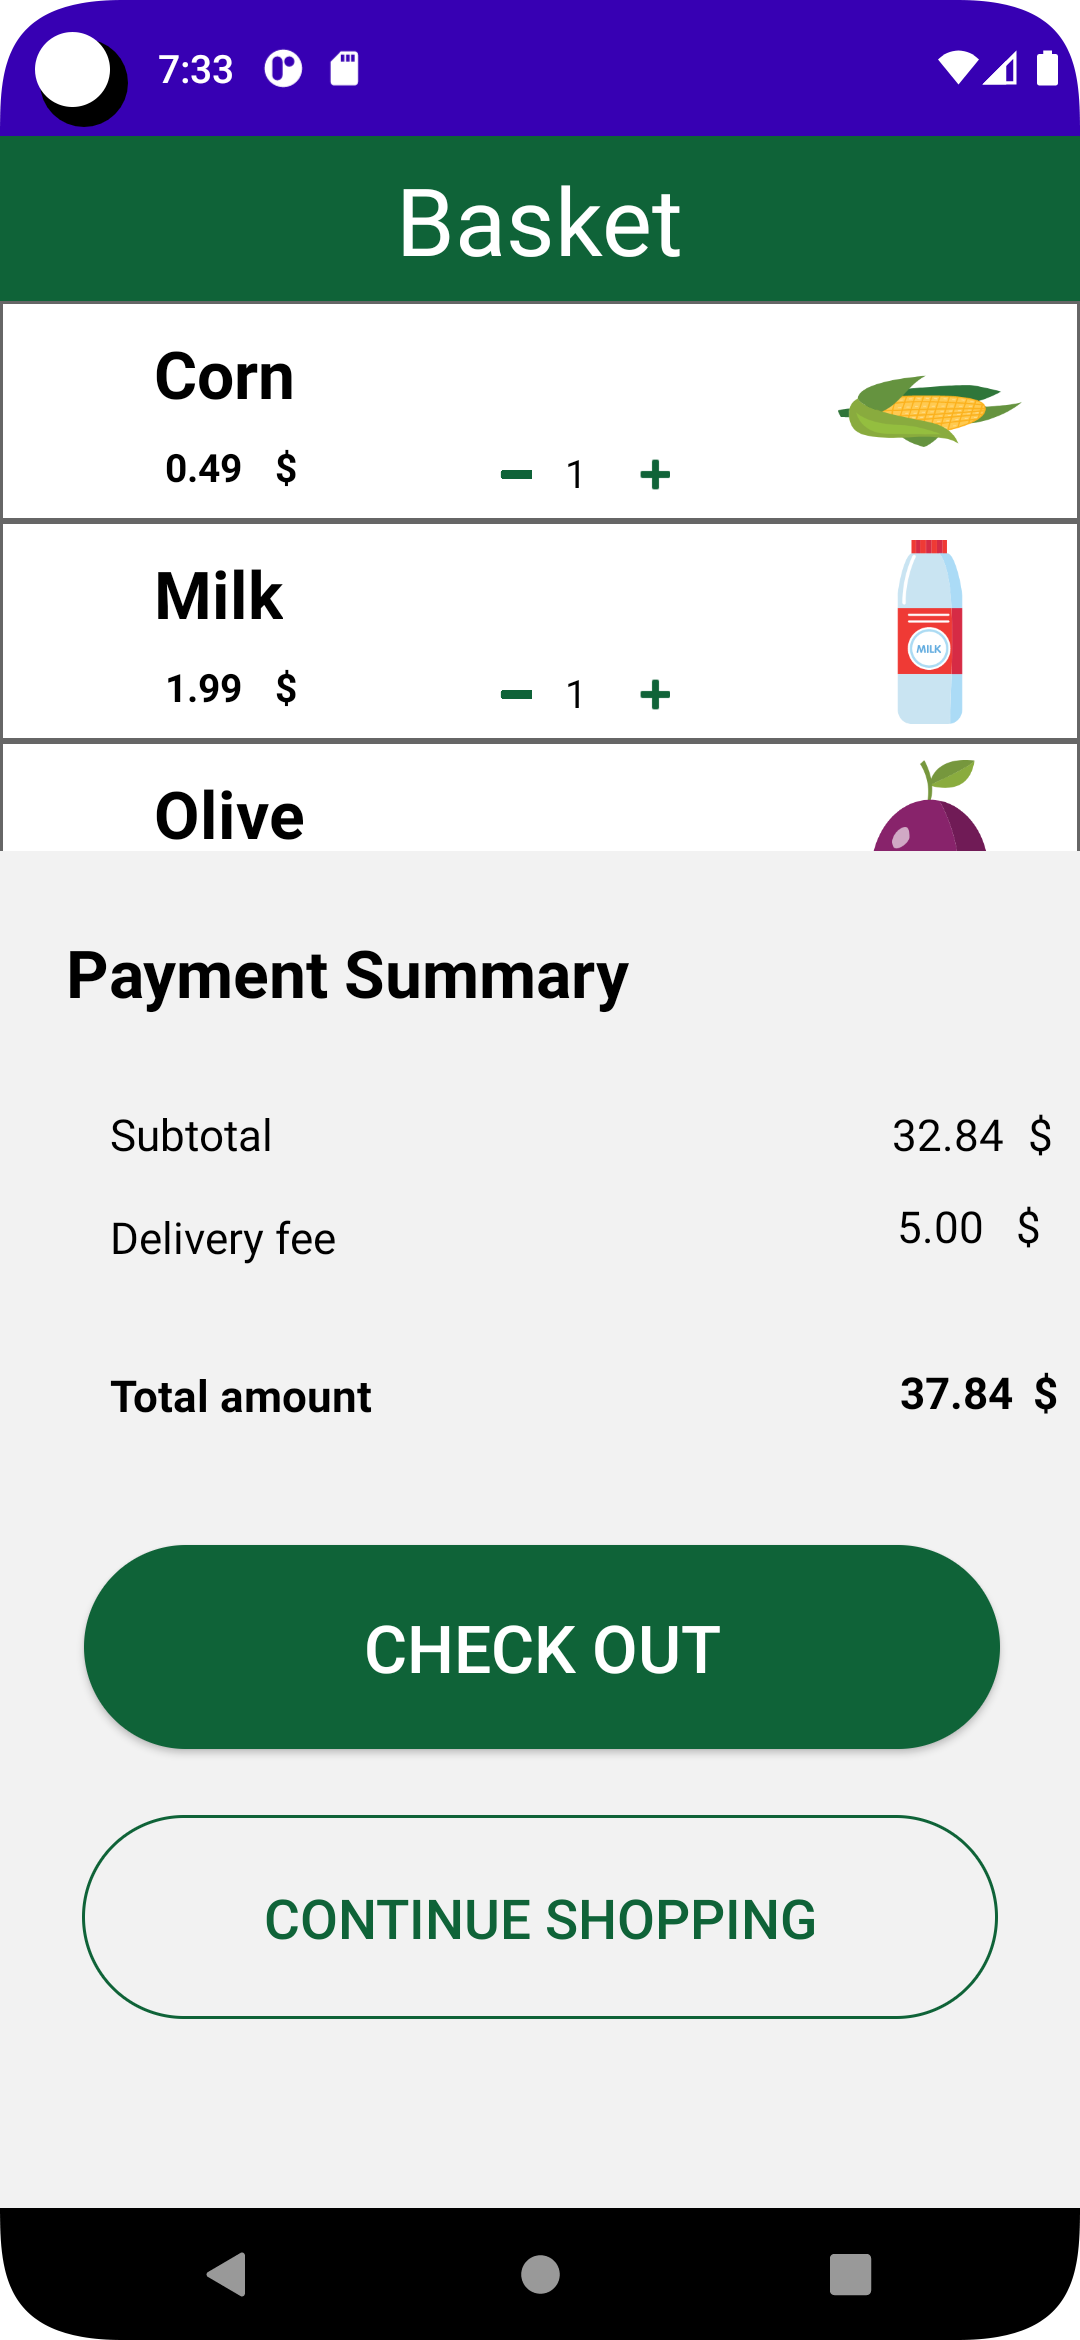 7:33
Basket
Corn
0.49 $
1
Milk
1.99 $
1
MILK
Olive
Payment Summary
Subtotal 32.84 $
Delivery fee 5.00 $
Total amount 37.84 $
CHECK OUT
CONTINUE SHOPPING